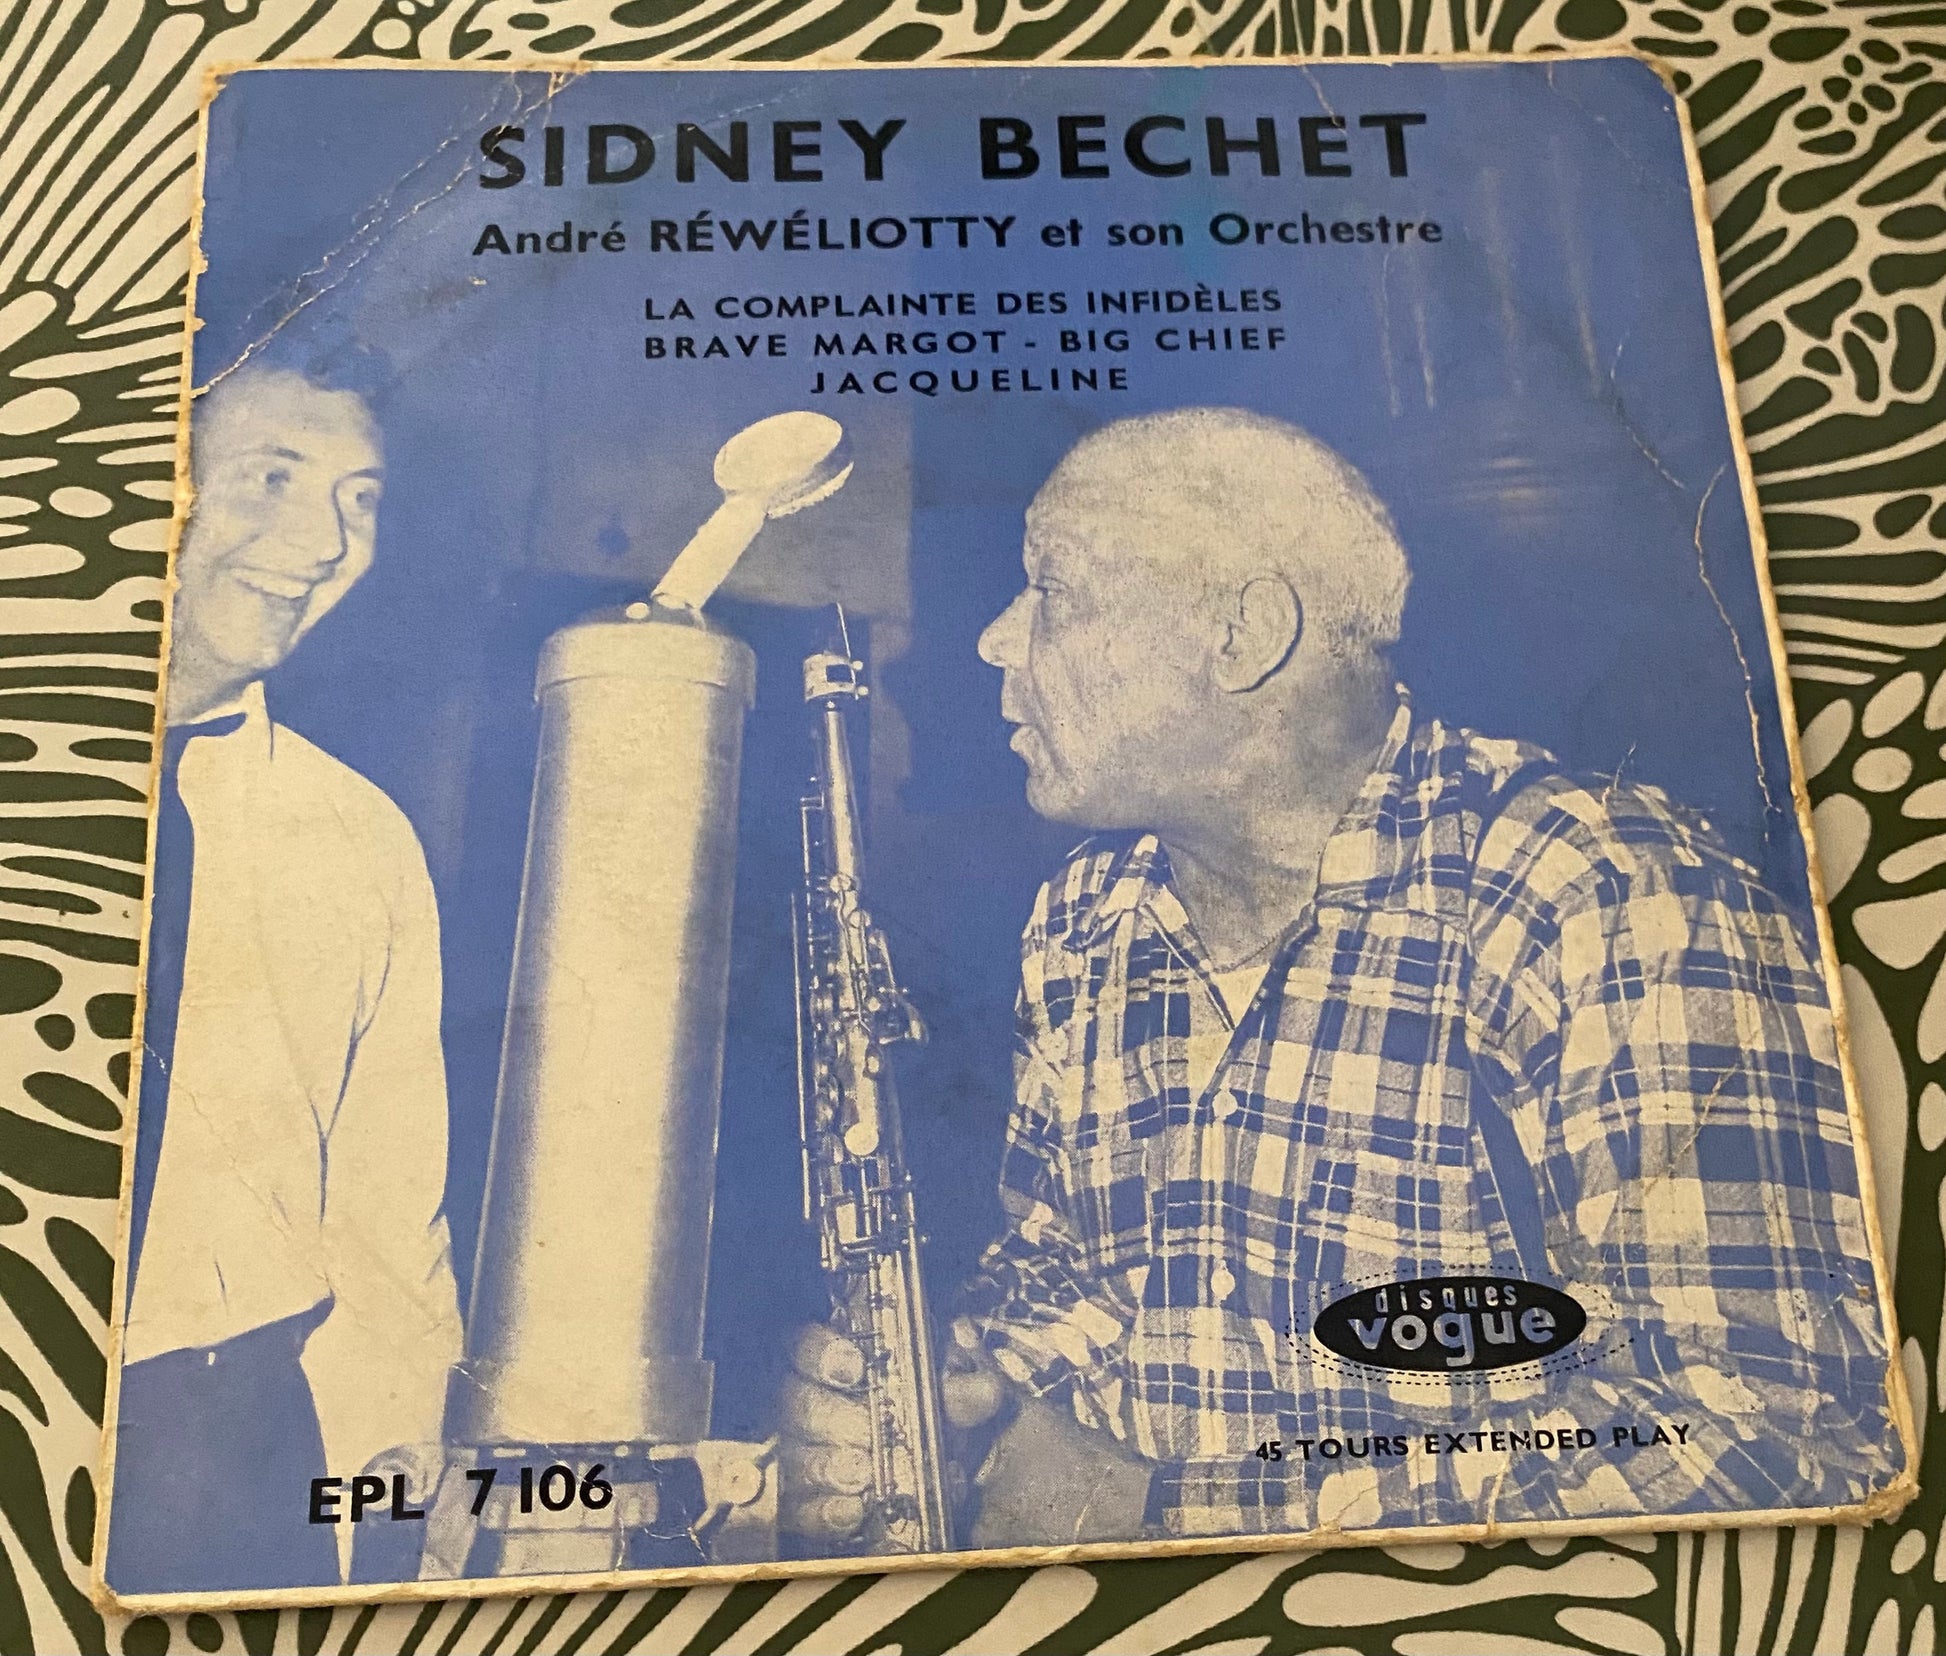 SIDNEY BECHET
André RÉWÉLIOTTY et son Orchestre
LA COMPLAINTE DES INFIDÈLES
BRAVE MARGOT - BIG CHIEF
JACQUELINE
disques
vogue
45 TOURS EXTENDED PLAY
EPL 7 106